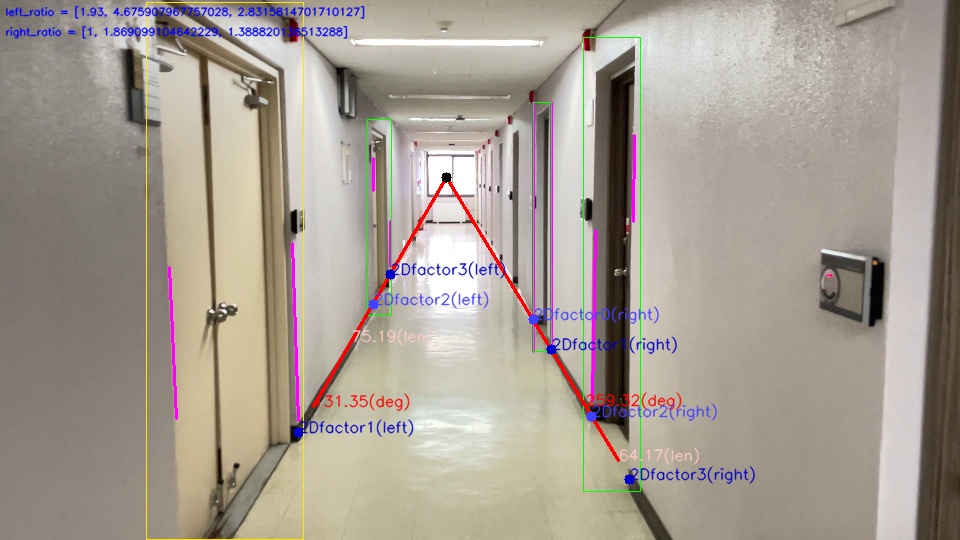 left_ratio = [1.93, 4.675907967757028, 2.8315814701710127]
right_ratio = [1, 1.869099104642229, 1.388820136513288]
2Dfactor3(left)
2Dfactor2(left)
2Dfactor0(right)
75.19(len)
2Dfactor1(right)
31.35(deg)
259.32(deg)
2Dfactor2(right)
2Dfactor1(left)
64.17(len)
2Dfactor3(right)